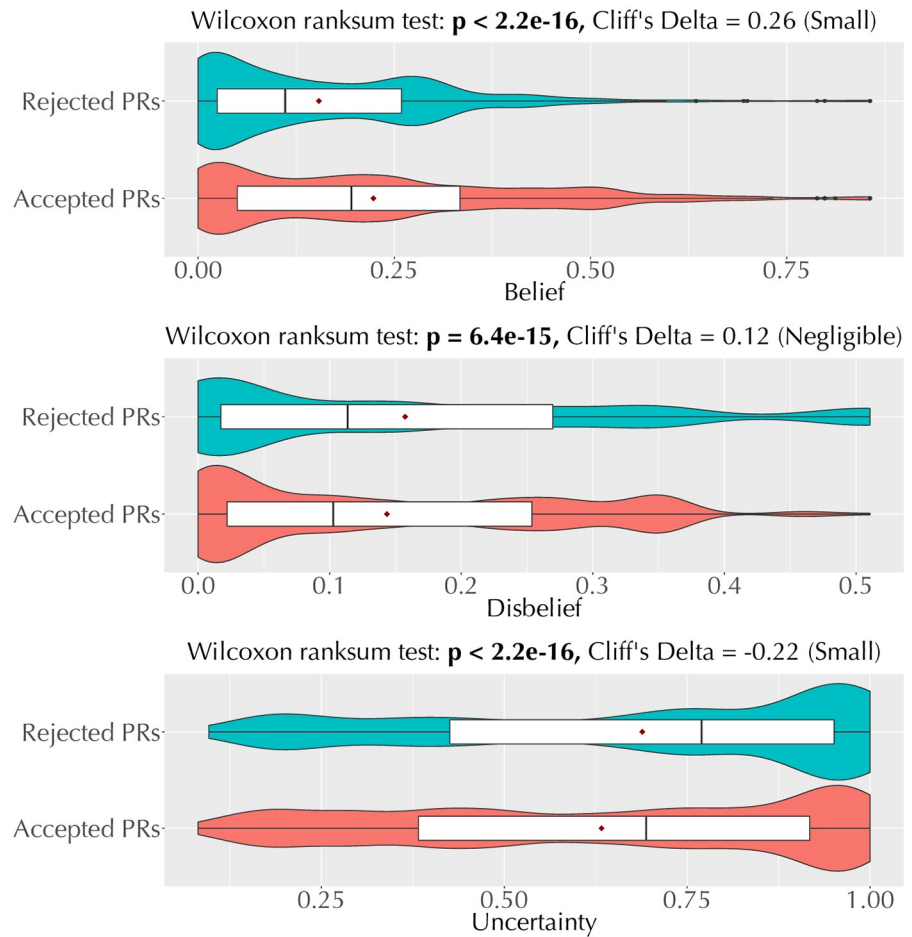 Wilcoxon ranksum test: p < 2.2e-16, Cliff's Delta = 0.26 (Small)
Rejected PRs
Accepted PRs
0.00 0.25 0.50 0.75
Belief
Wilcoxon ranksum test: p = 6.4e-15, Cliff's Delta = 0.12 (Negligible)
Rejected PRs
Accepted PRs
0.0 0.1 0.2 0.3 0.4 0.5
Disbelief
Wilcoxon ranksum test: p < 2.2e-16, Cliff's Delta = -0.22 (Small)
Rejected PRs
Accepted PRs
0.25 0.50 0.75 1.00
Uncertainty